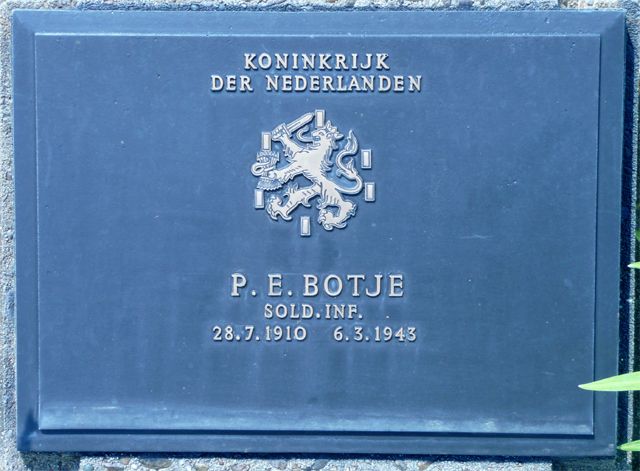 KONINKRIJK
DER NEDERLANDEN
P. E. BOTJE
SOLD. INF.
28.7.1910 6.3.1943